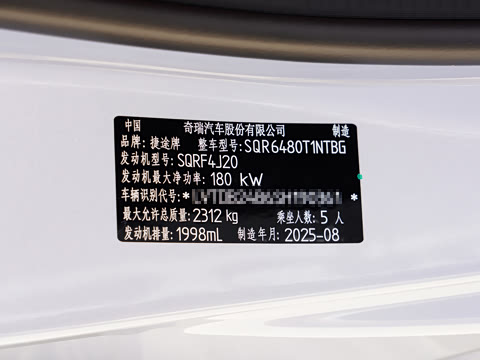 中国 奇瑞汽车股份有限公司 制造
品牌: 捷途牌 整车型号: SQR6480T1NTBG
发动机型号: SQRF4J20
发动机最大净功率: 180 kW
车辆识别代号: * *
最大允许总质量: 2312 kg 乘坐人数: 5 人
发动机排量: 1998mL 制造年月: 2025-08